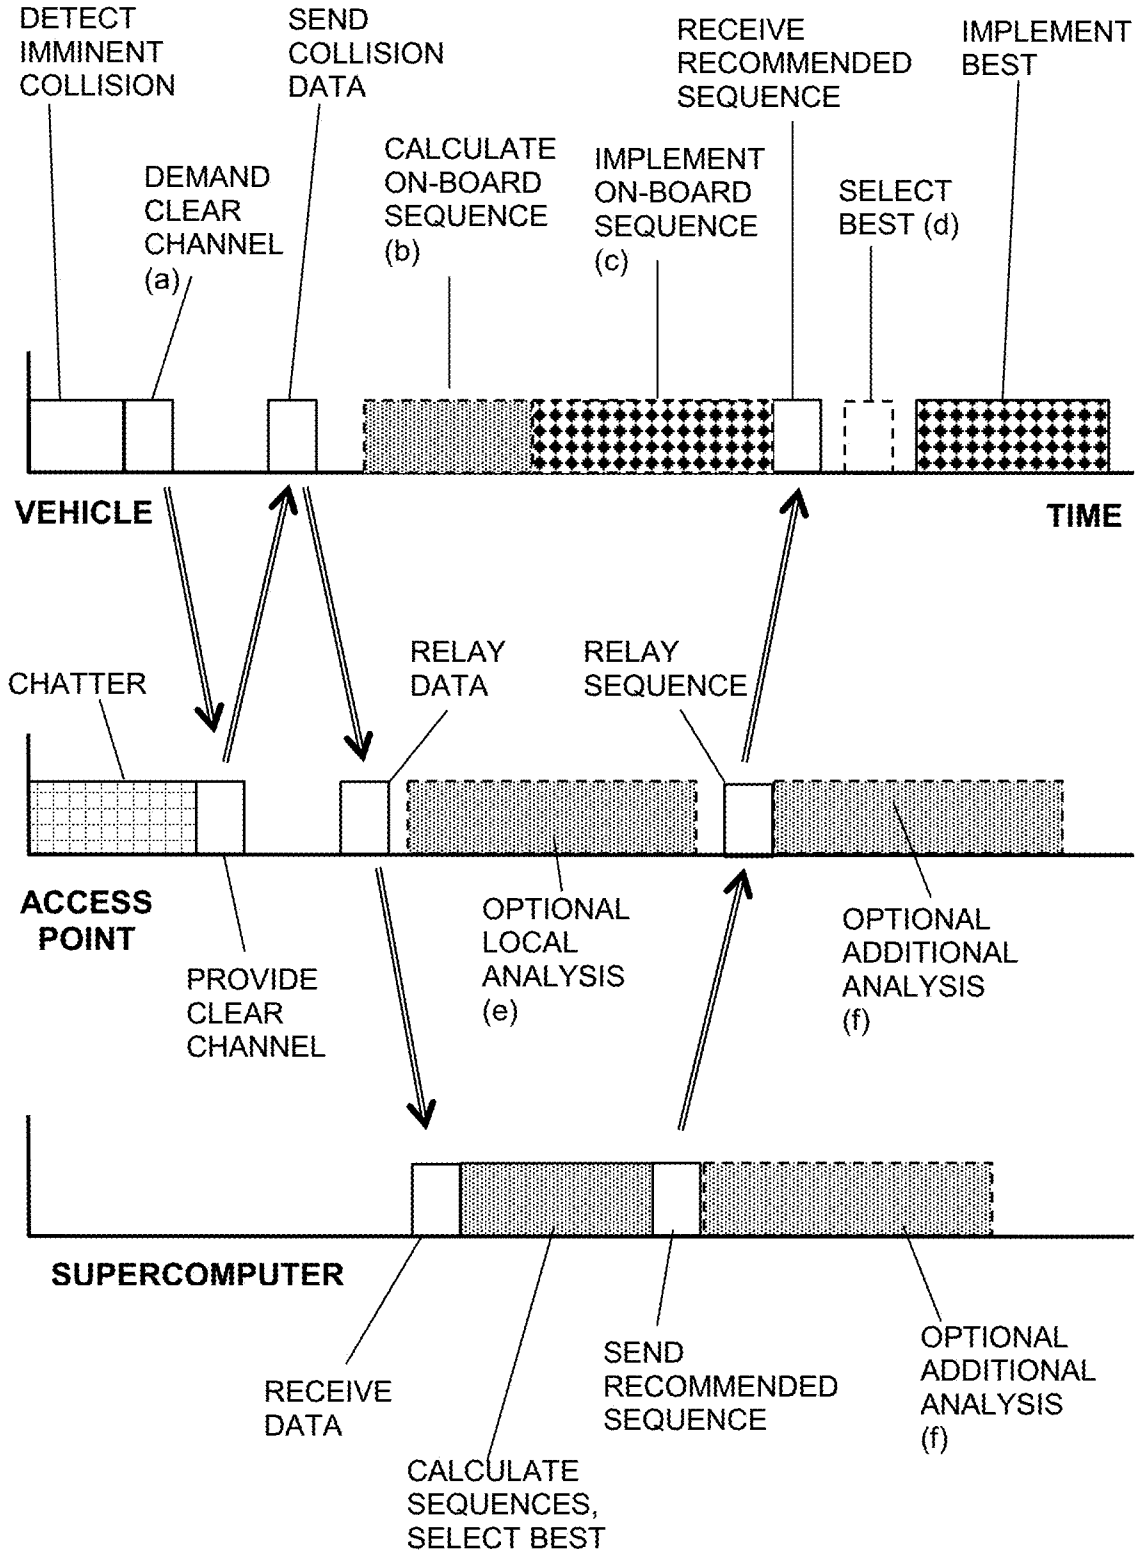 DETECT
IMMINENT
COLLISION
SEND
COLLISION
DATA
RECEIVE
RECOMMENDED
SEQUENCE
IMPLEMENT
BEST
DEMAND
CLEAR
CHANNEL
(a)
CALCULATE
ON-BOARD
SEQUENCE
(b)
IMPLEMENT
ON-BOARD
SEQUENCE
(c)
SELECT
BEST (d)
VEHICLE
TIME
CHATTER
RELAY
DATA
RELAY
SEQUENCE
ACCESS
POINT
PROVIDE
CLEAR
CHANNEL
OPTIONAL
LOCAL
ANALYSIS
(e)
OPTIONAL
ADDITIONAL
ANALYSIS
(f)
SUPERCOMPUTER
RECEIVE
DATA
CALCULATE
SEQUENCES,
SELECT BEST
SEND
RECOMMENDED
SEQUENCE
OPTIONAL
ADDITIONAL
ANALYSIS
(f)